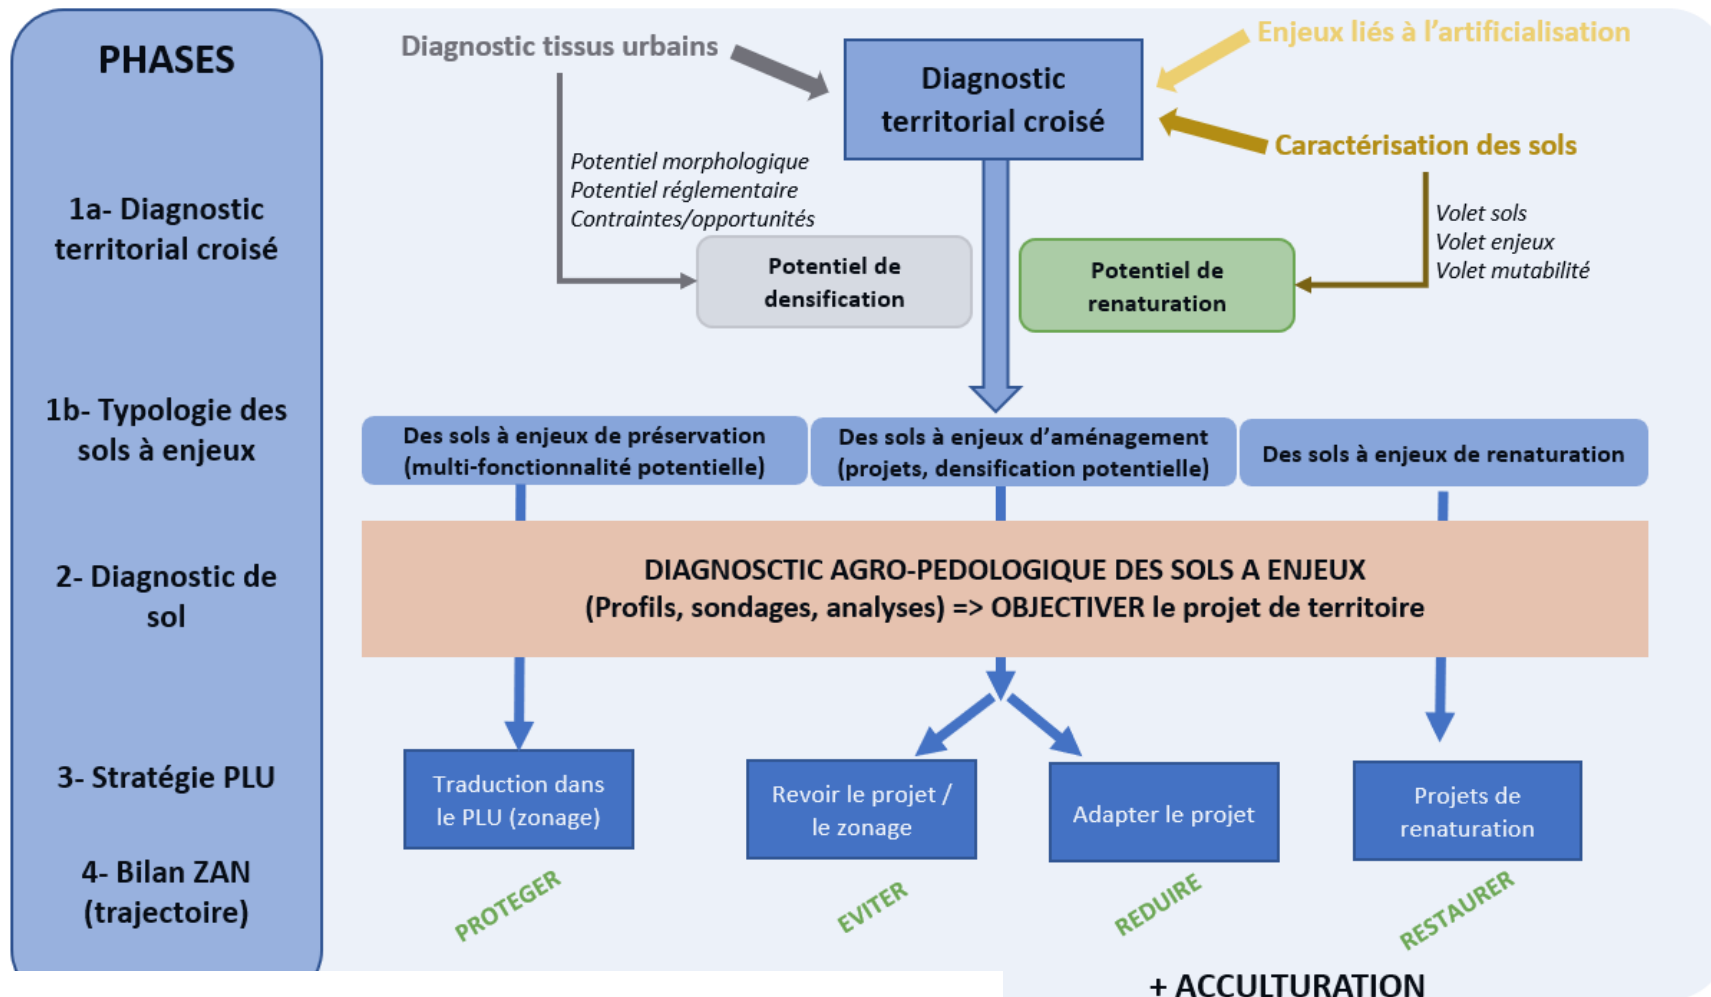 PHASES
1a- Diagnostic
territorial croisé
1b- Typologie des
sols à enjeux
2- Diagnostic de
sol
3- Stratégie PLU
4- Bilan ZAN
(trajectoire)
Diagnostic tissus urbains
Diagnostic
territorial croisé
Enjeux liés à l’artificialisation
Caractérisation des sols
Potentiel morphologique
Potentiel réglementaire
Contraintes/opportunités
Volet sols
Volet enjeux
Volet mutabilité
Potentiel de
densification
Potentiel de
renaturation
Des sols à enjeux de préservation
(multi-fonctionnalité potentielle)
Des sols à enjeux d’aménagement
(projets, densification potentielle)
Des sols à enjeux de renaturation
DIAGNOSCTIC AGRO-PEDOLOGIQUE DES SOLS A ENJEUX
(Profils, sondages, analyses) => OBJECTIVER le projet de territoire
Traduction dans
le PLU (zonage)
Revoir le projet /
le zonage
Adapter le projet
Projets de
renaturation
PROTEGER
EVITER
REDUIRE
RESTAURER
+ ACCULTURATION